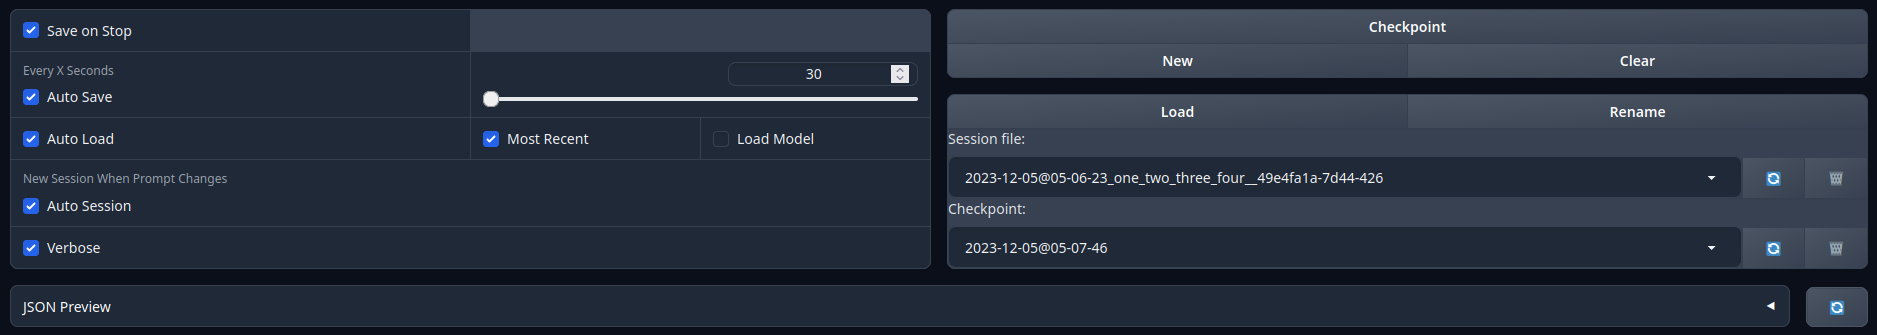 Save on Stop
Every X Seconds
Auto Save
30
Auto Load
Most Recent
Load Model
New Session When Prompt Changes
Auto Session
Verbose
Checkpoint
New
Clear
Load
Rename
Session file:
2023-12-05@05-06-23_one_two_three_four__49e4fa1a-7d44-426
Checkpoint:
2023-12-05@05-07-46
JSON Preview